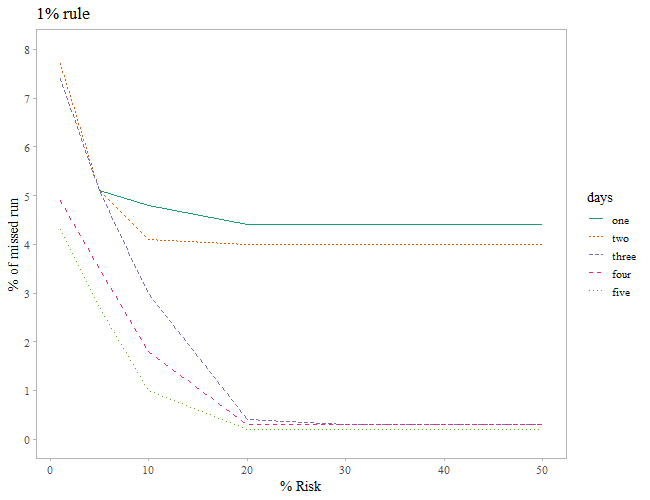 1% rule
% of missed run
8
7
6
5
4
3
2
1
0
0 10 20 30 40 50
% Risk
days
one
two
three
four
five